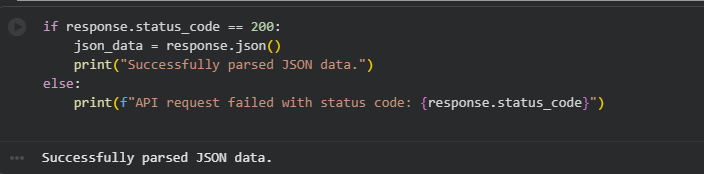 if response.status_code == 200:
    json_data = response.json()
    print("Successfully parsed JSON data.")
else:
    print(f"API request failed with status code: {response.status_code}")
Successfully parsed JSON data.